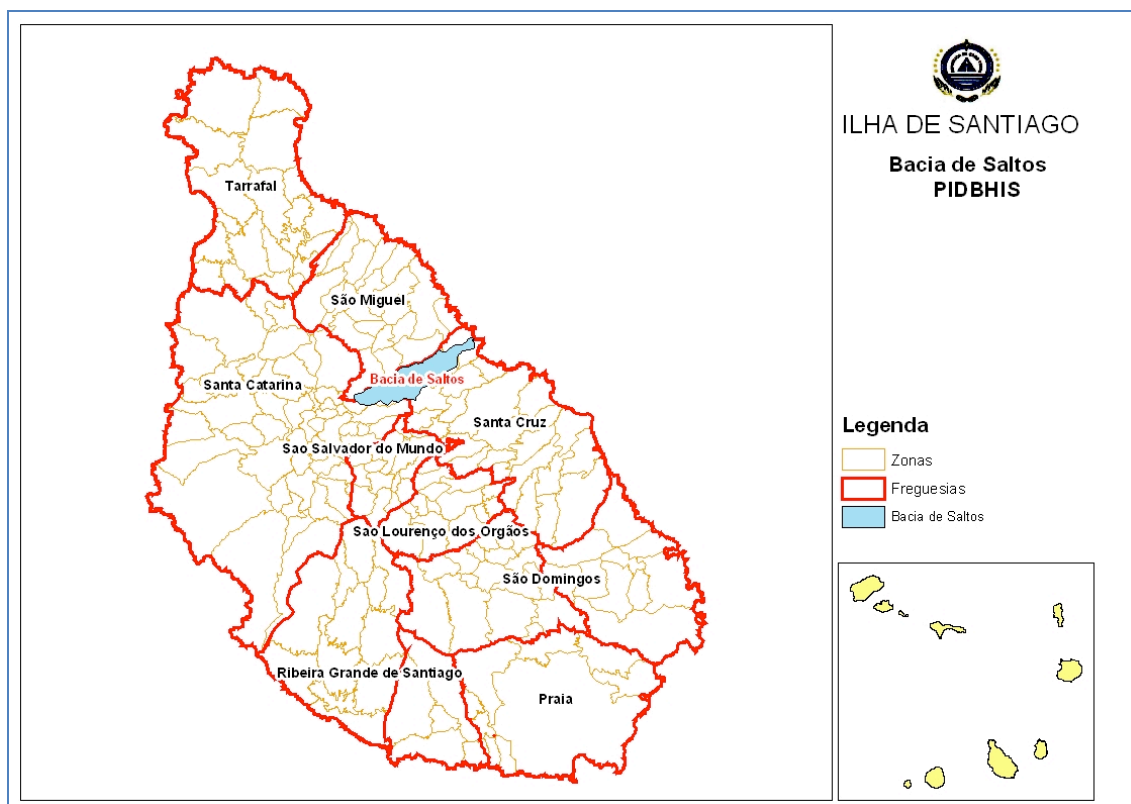 ILHA DE SANTIAGO
Bacia de Saltos
PIDBHIS
Tarrafal
São Miguel
Bacia de Saltos
Santa Catarina
Santa Cruz
Sao Salvador do Mundo
Sao Lourenço dos Orgãos
São Domingos
Ribeira Grande de Santiago
Praia
Legenda
Zonas
Freguesias
Bacia de Saltos